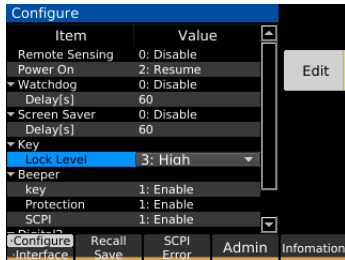 Configure
Item Value
Remote Sensing 0: Disable
Power On 2: Resume
Edit
Watchdog 0: Disable
Delay[s] 60
Screen Saver 0: Disable
Delay[s] 60
Key
Lock Level 3: High
Beeper
key 1: Enable
Protection 1: Enable
SCPI 1: Enable
Configure Recall SCPI Admin Infomation
Interface Save Error